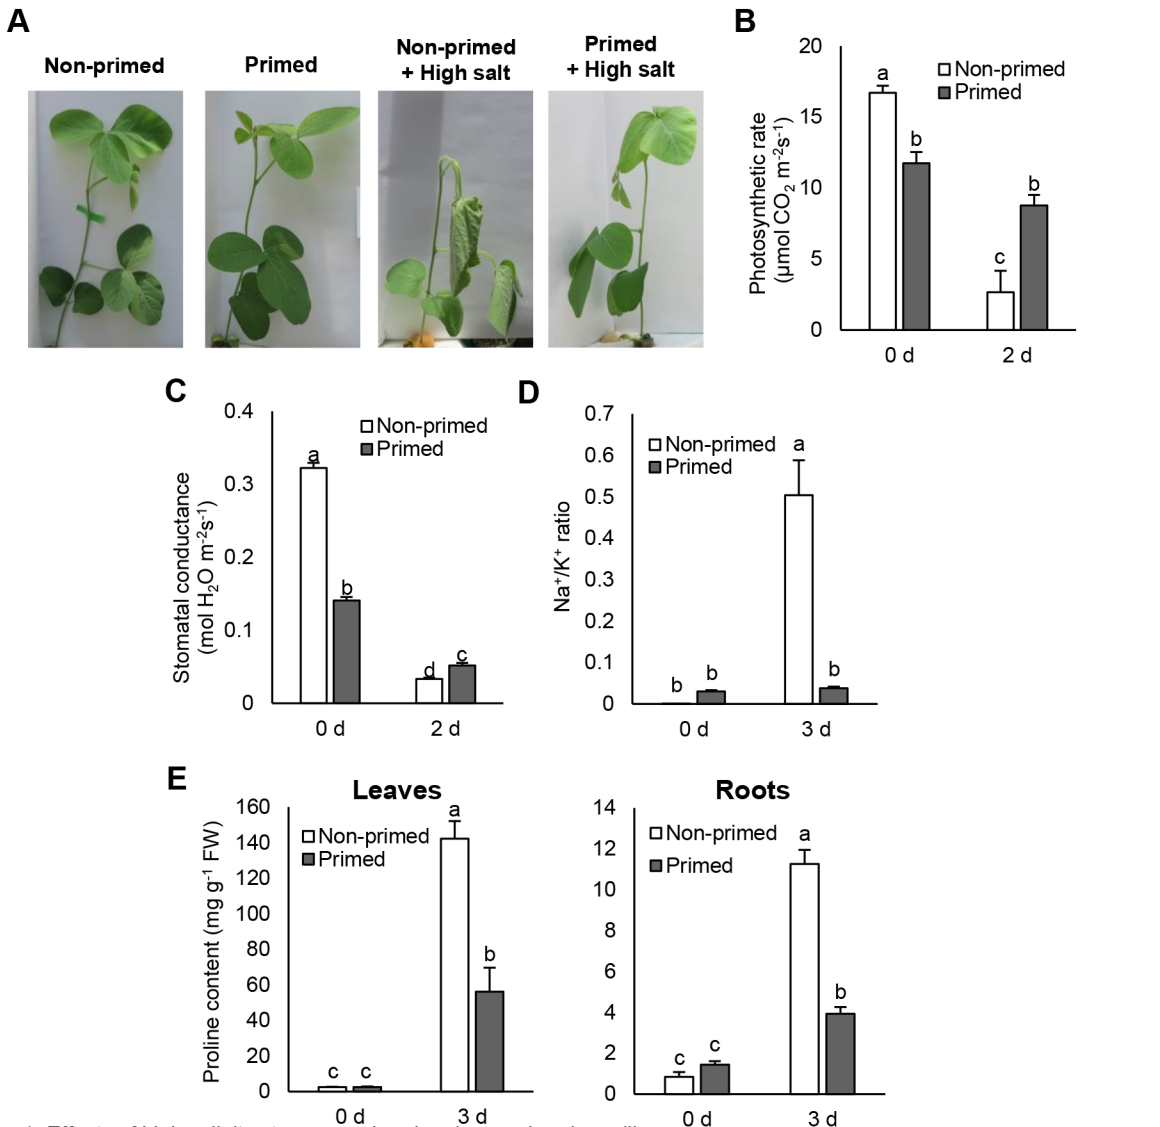 A
Non-primed
Primed
Non-primed
+ High salt
Primed
+ High salt
B
Photosynthetic rate
(µmol CO2 m-2s-1)
20
15
10
5
0
Non-primed
Primed
a
b
c
b
0 d
2 d
C
Stomatal conductance
(mol H2O m-2s-1)
0.4
0.3
0.2
0.1
0
Non-primed
Primed
a
b
d
c
0 d
2 d
D
Na+/K+ ratio
0.7
0.6
0.5
0.4
0.3
0.2
0.1
0
Non-primed
Primed
b
b
a
b
0 d
3 d
E
Leaves
Proline content (mg g-1 FW)
160
140
120
100
80
60
40
20
0
Non-primed
Primed
c
c
a
b
0 d
3 d
Roots
14
12
10
8
6
4
2
0
Non-primed
Primed
c
c
a
b
0 d
3 d